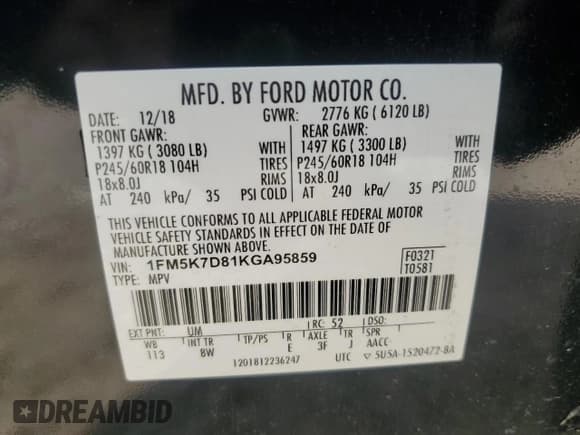 MFD. BY FORD MOTOR CO.
DATE: 12/18 GVWR: 2776 KG ( 6120 LB)
FRONT GAWR: REAR GAWR:
1397 KG ( 3080 LB) WITH 1497 KG ( 3300 LB) WITH
P245/60R18 104H TIRES P245/60R18 104H TIRES
18x8.0J RIMS 18x8.0J RIMS
AT 240 kPa/ 35 PSI COLD AT 240 kPa/ 35 PSI COLD
THIS VEHICLE CONFORMS TO ALL APPLICABLE FEDERAL MOTOR
VEHICLE SAFETY STANDARDS IN EFFECT ON THE DATE OF
MANUFACTURE SHOWN ABOVE.
VIN: 1FM5K7D81KGA95859
TYPE: MPV
F0321
T0581
EXT PNT: UM RC: 52 DSO:
WB INT TR TP/PS R AXLE TR SPR
113 8W E 3F J AACC
1201812236247 UTC ▽ 5U5A-1520472-BA
DREAMBID